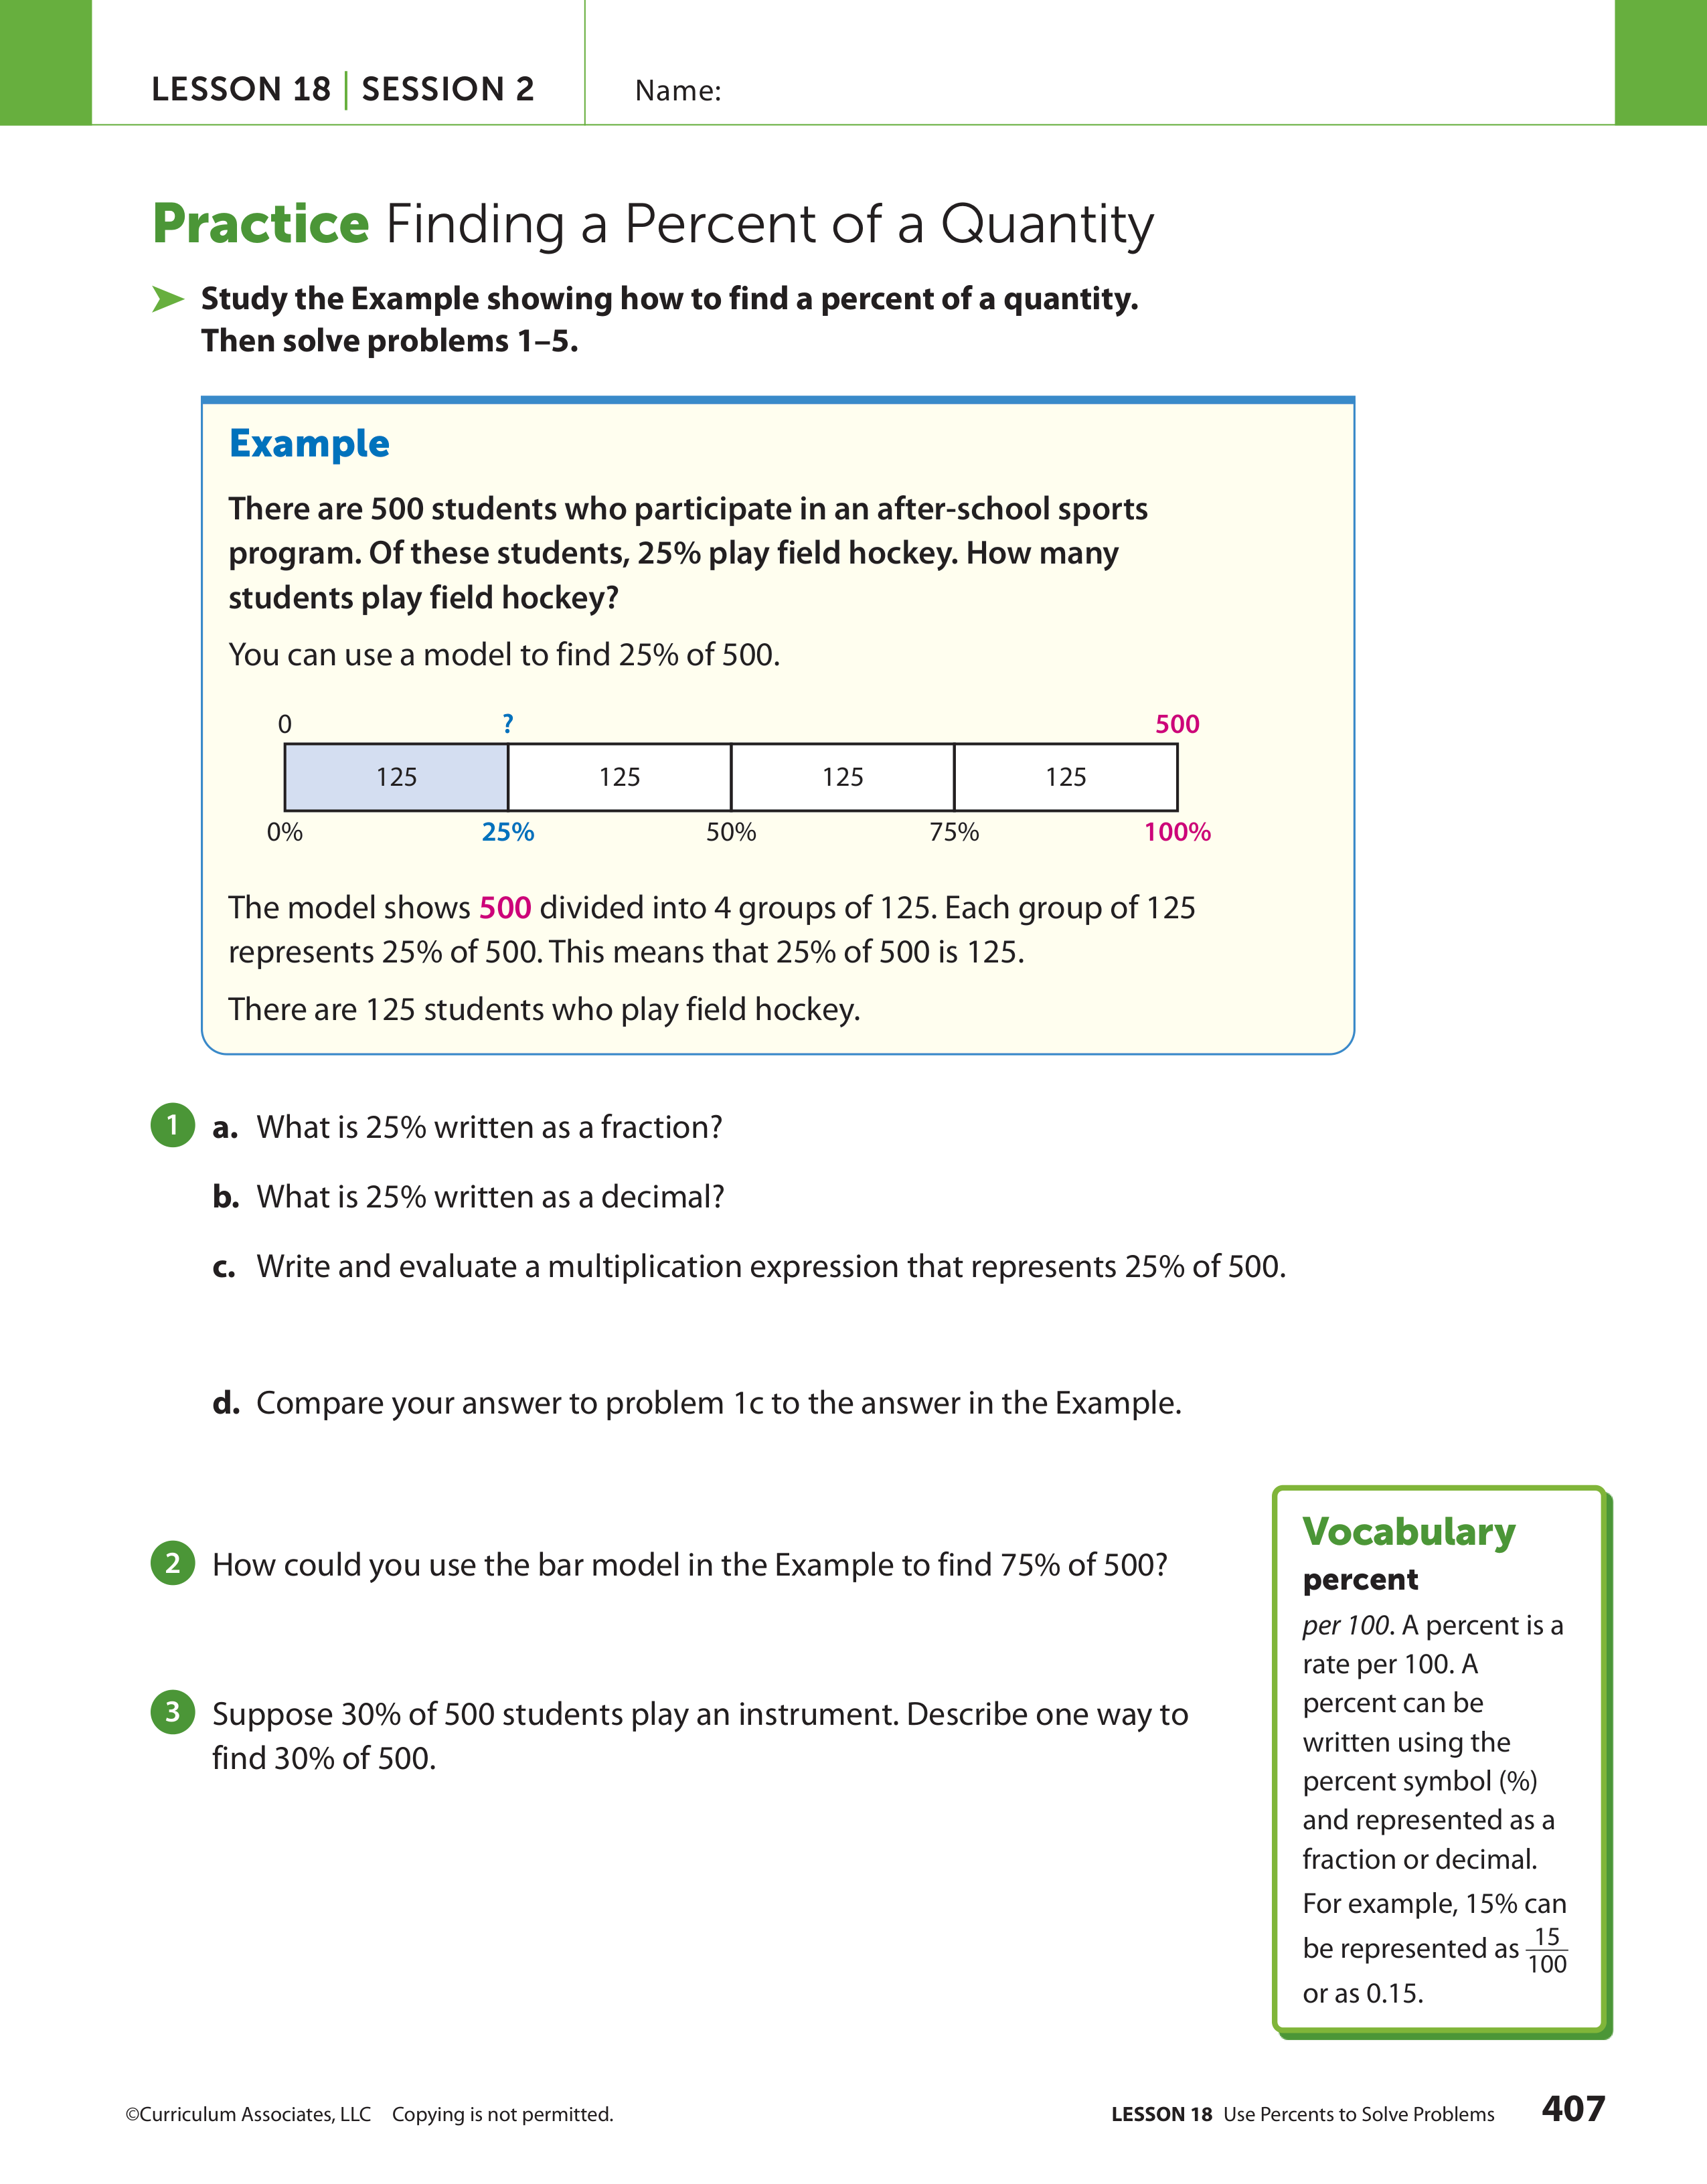 LESSON 18 | SESSION 2
Name:
Practice Finding a Percent of a Quantity
Study the Example showing how to find a percent of a quantity.
Then solve problems 1–5.
Example
There are 500 students who participate in an after-school sports
program. Of these students, 25% play field hockey. How many
students play field hockey?
You can use a model to find 25% of 500.
0 ? 500
125 125 125 125
0% 25% 50% 75% 100%
The model shows 500 divided into 4 groups of 125. Each group of 125
represents 25% of 500. This means that 25% of 500 is 125.
There are 125 students who play field hockey.
1 a. What is 25% written as a fraction?
b. What is 25% written as a decimal?
c. Write and evaluate a multiplication expression that represents 25% of 500.
d. Compare your answer to problem 1c to the answer in the Example.
2 How could you use the bar model in the Example to find 75% of 500?
3 Suppose 30% of 500 students play an instrument. Describe one way to
find 30% of 500.
Vocabulary
percent
per 100. A percent is a
rate per 100. A
percent can be
written using the
percent symbol (%)
and represented as a
fraction or decimal.
For example, 15% can
be represented as 15/100
or as 0.15.
©Curriculum Associates, LLC Copying is not permitted.
LESSON 18 Use Percents to Solve Problems 407